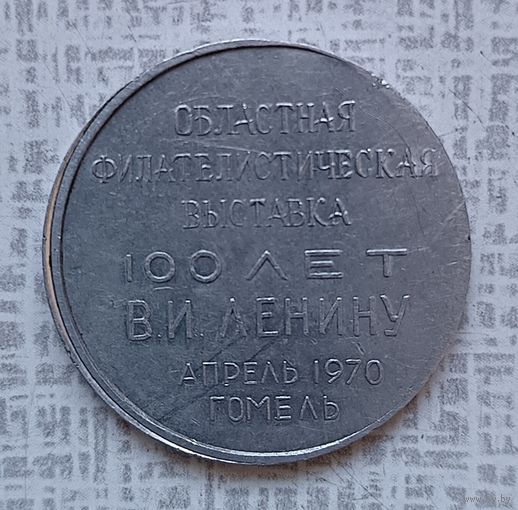 ОБЛАСТНАЯ
ФИЛАТЕЛИСТИЧЕСКАЯ
ВЫСТАВКА
100 ЛЕТ
В.И. ЛЕНИНУ
АПРЕЛЬ 1970
ГОМЕЛЬ